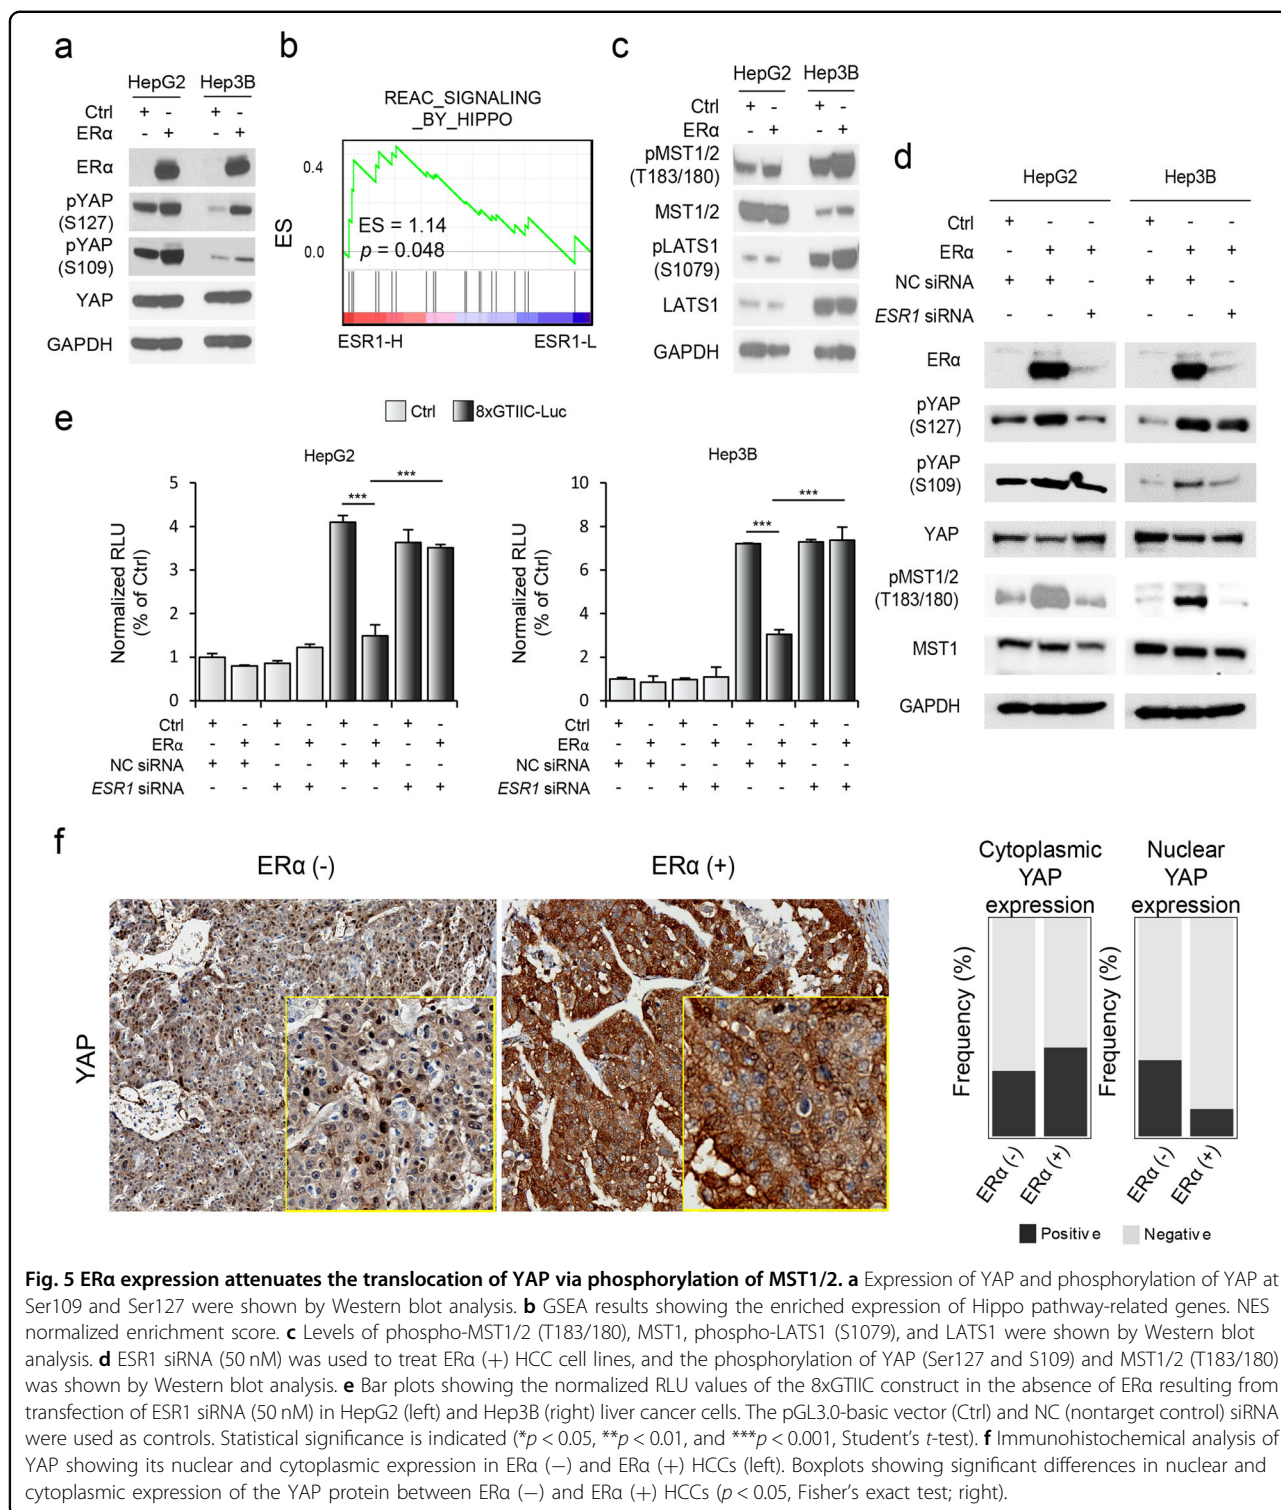 a
HepG2 Hep3B
Ctrl + - + -
ERα - + - +
ERα
pYAP
(S127)
pYAP
(S109)
YAP
GAPDH
b
REAC_SIGNALING
_BY_HIPPO
ES
0.4
0.0
ES = 1.14
p = 0.048
ESR1-H ESR1-L
c
HepG2 Hep3B
Ctrl + - + -
ERα - + - +
pMST1/2
(T183/180)
MST1/2
pLATS1
(S1079)
LATS1
GAPDH
d
HepG2 Hep3B
Ctrl + - - + - -
ERα - + + - + +
NC siRNA + + - + + -
ESR1 siRNA - - + - - +
ERα
pYAP
(S127)
pYAP
(S109)
YAP
pMST1/2
(T183/180)
MST1
GAPDH
e
Ctrl 8xGTIIC-Luc
HepG2
Normalized RLU
(% of Ctrl)
5
4
3
2
1
0
*** ***
Ctrl + - + - + - + -
ERα - + - + - + - +
NC siRNA + + - - + + - -
ESR1 siRNA - - + + - - + +
Hep3B
Normalized RLU
(% of Ctrl)
10
8
6
4
2
0
*** ***
Ctrl + - + - + - + -
ERα - + - + - + - +
NC siRNA + + - - + + - -
ESR1 siRNA - - + + - - + +
f
ERα (-) ERα (+)
YAP
Cytoplasmic
YAP
expression
Frequency (%)
ERα (-) ERα (+)
Nuclear
YAP
expression
Frequency (%)
ERα (-) ERα (+)
Positive Negative
Fig. 5 ERα expression attenuates the translocation of YAP via phosphorylation of MST1/2. a Expression of YAP and phosphorylation of YAP at
Ser109 and Ser127 were shown by Western blot analysis. b GSEA results showing the enriched expression of Hippo pathway-related genes. NES
normalized enrichment score. c Levels of phospho-MST1/2 (T183/180), MST1, phospho-LATS1 (S1079), and LATS1 were shown by Western blot
analysis. d ESR1 siRNA (50 nM) was used to treat ERα (+) HCC cell lines, and the phosphorylation of YAP (Ser127 and S109) and MST1/2 (T183/180)
was shown by Western blot analysis. e Bar plots showing the normalized RLU values of the 8xGTIIC construct in the absence of ERα resulting from
transfection of ESR1 siRNA (50 nM) in HepG2 (left) and Hep3B (right) liver cancer cells. The pGL3.0-basic vector (Ctrl) and NC (nontarget control) siRNA
were used as controls. Statistical significance is indicated (*p < 0.05, **p < 0.01, and ***p < 0.001, Student's t-test). f Immunohistochemical analysis of
YAP showing its nuclear and cytoplasmic expression in ERα (−) and ERα (+) HCCs (left). Boxplots showing significant differences in nuclear and
cytoplasmic expression of the YAP protein between ERα (−) and ERα (+) HCCs (p < 0.05, Fisher's exact test; right).